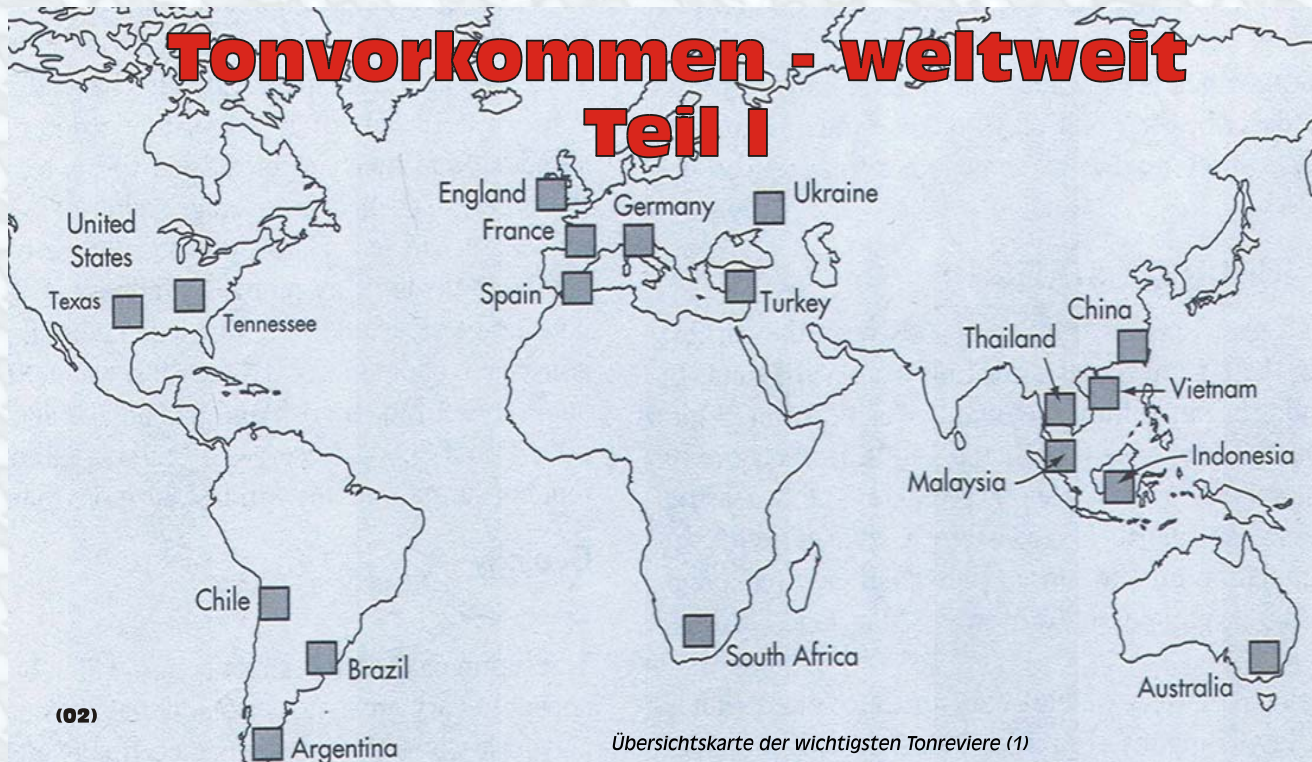 Tonvorkommen - weltweit
Teil I
England
Ukraine
Germany
United
States
France
Spain
Texas
Tennessee
Turkey
China
Thailand
Vietnam
Indonesia
Malaysia
Chile
South Africa
Brazil
Australia
(02)
Argentina
Übersichtskarte der wichtigsten Tonreviere (1)